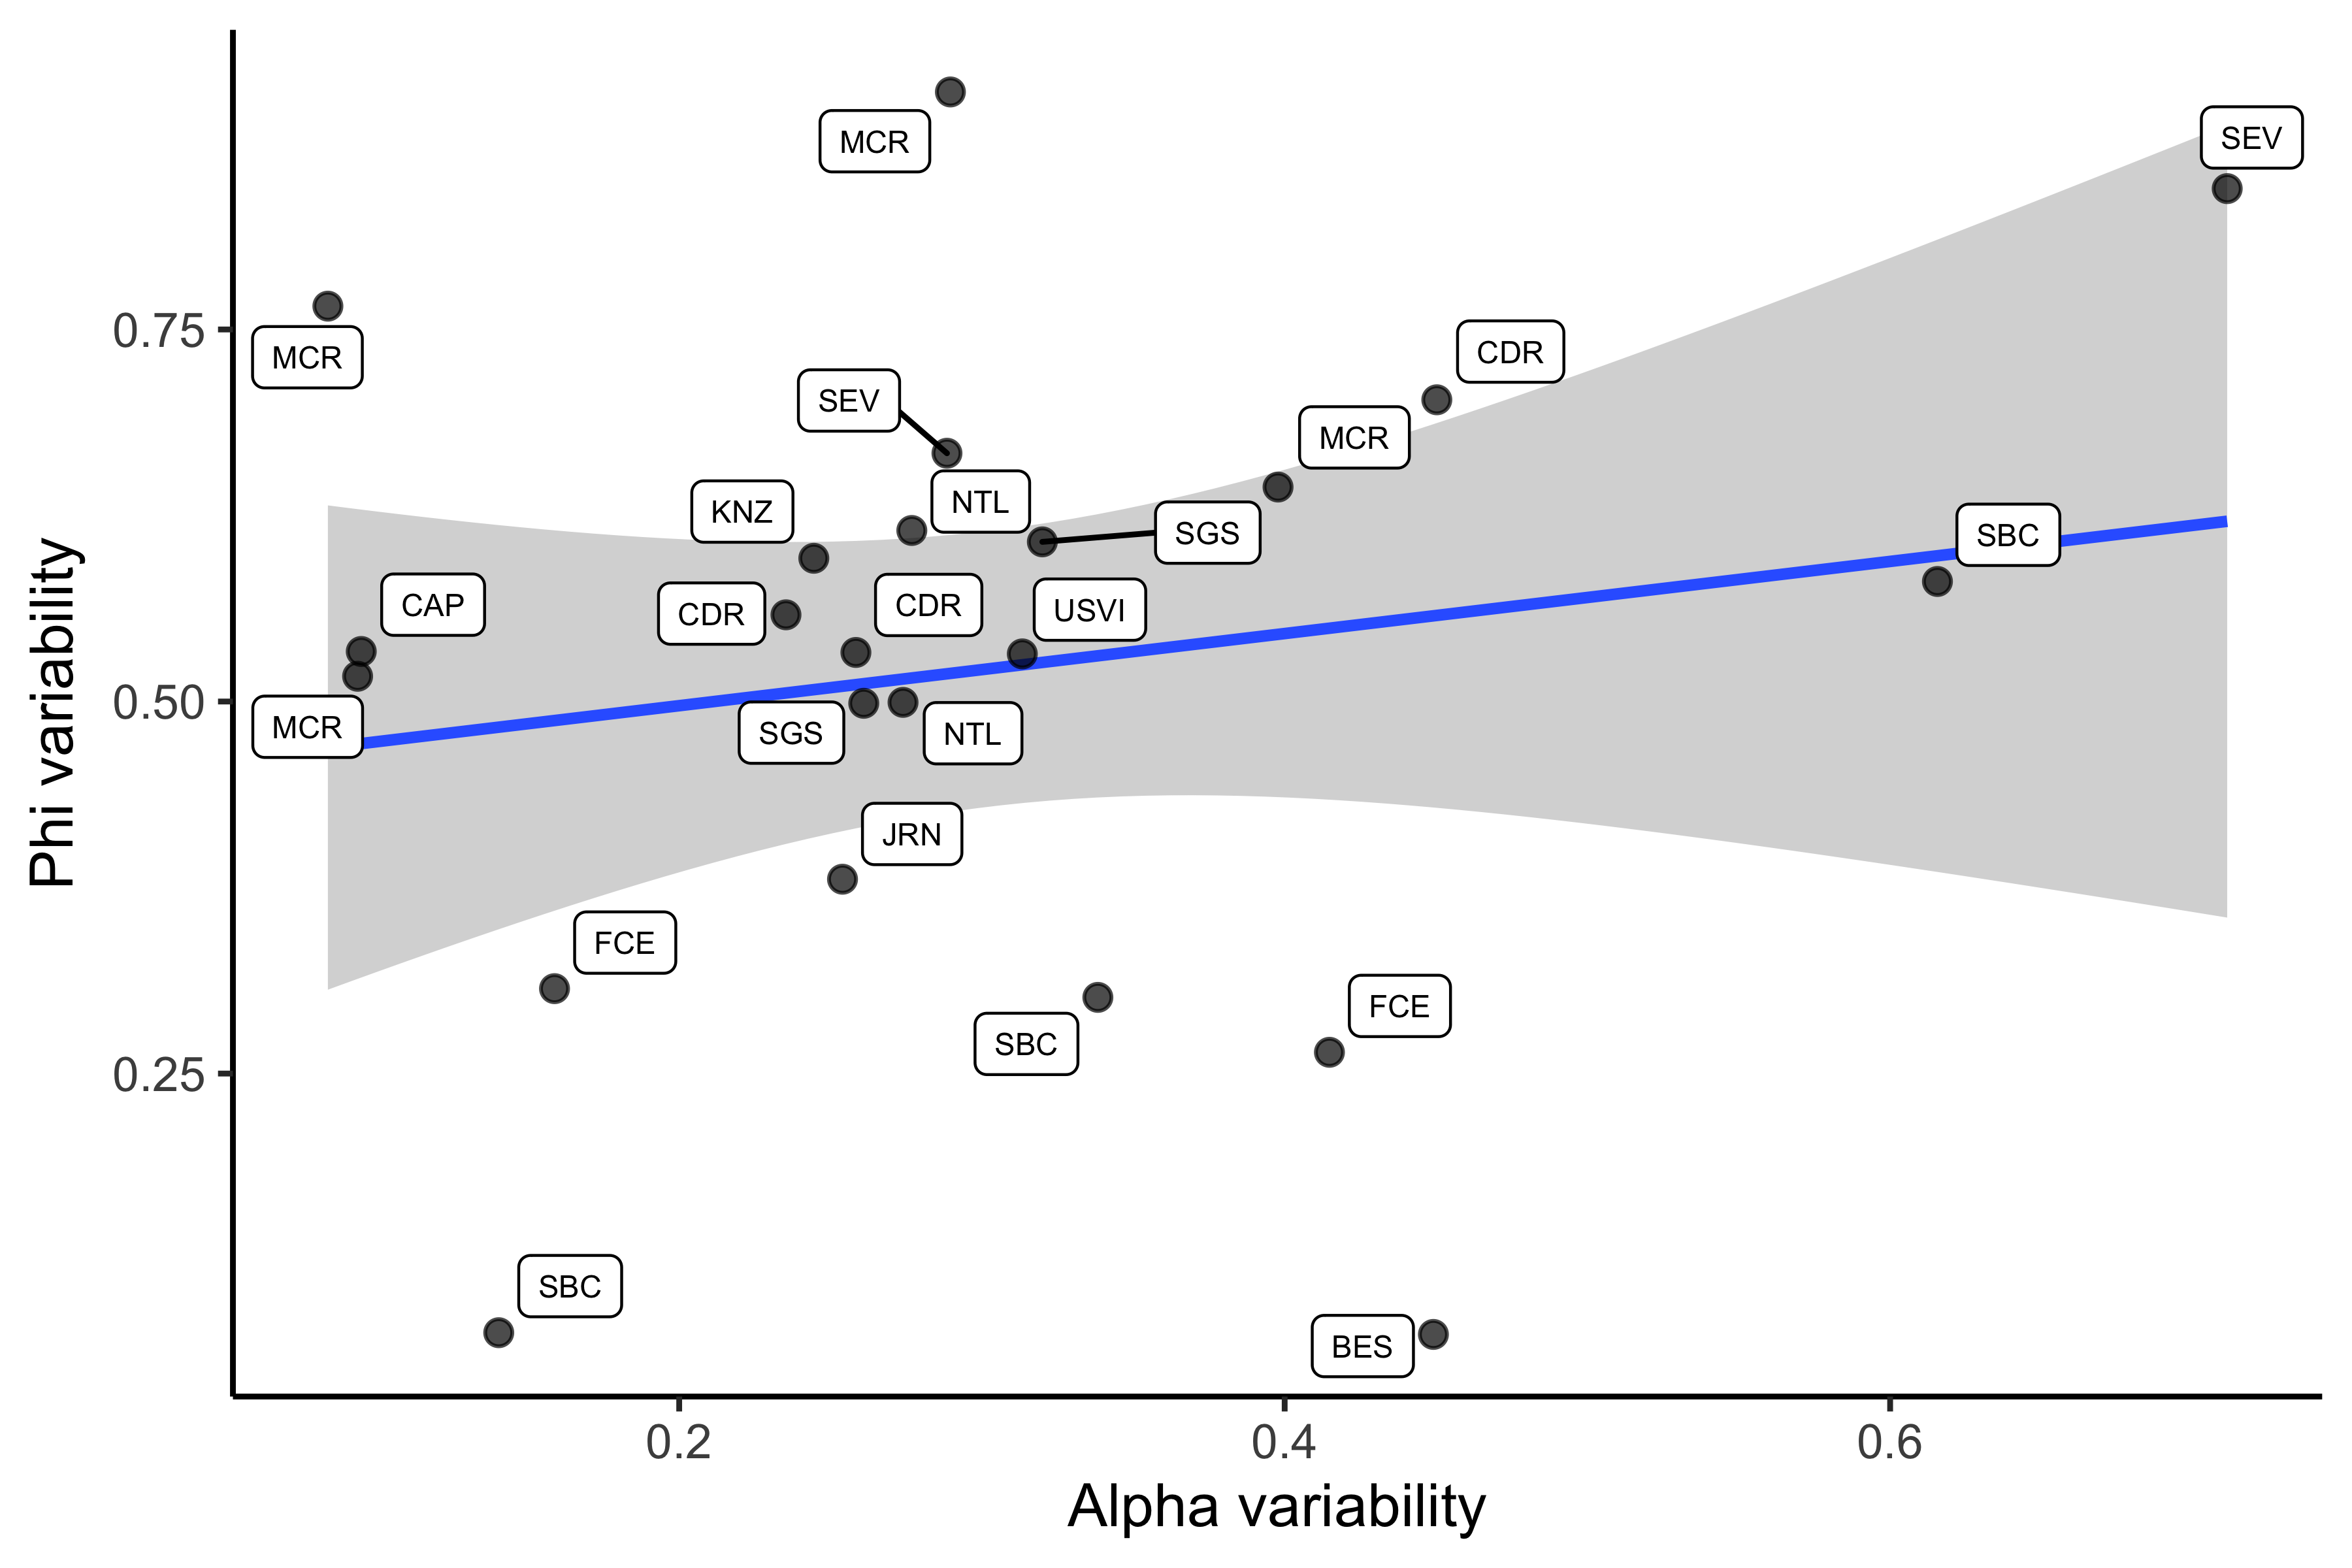 MCR
SEV
MCR
CDR
SEV
MCR
KNZ
NTL
SGS
SBC
CAP
CDR
CDR
USVI
MCR
SGS
NTL
JRN
FCE
FCE
SBC
SBC
BES
0.75
0.50
0.25
0.2
0.4
0.6
Alpha variability
Phi variability